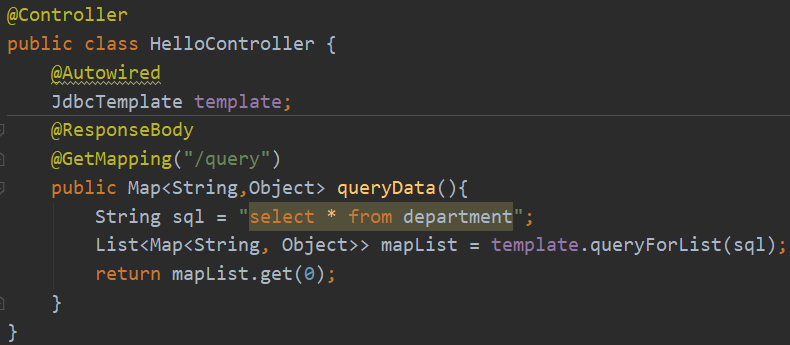 @Controller
public class HelloController {
@Autowired
JdbcTemplate template;
@ResponseBody
@GetMapping("/query")
public Map<String,Object> queryData(){
String sql = "select * from department";
List<Map<String, Object>> mapList = template.queryForList(sql);
return mapList.get(0);
}
}